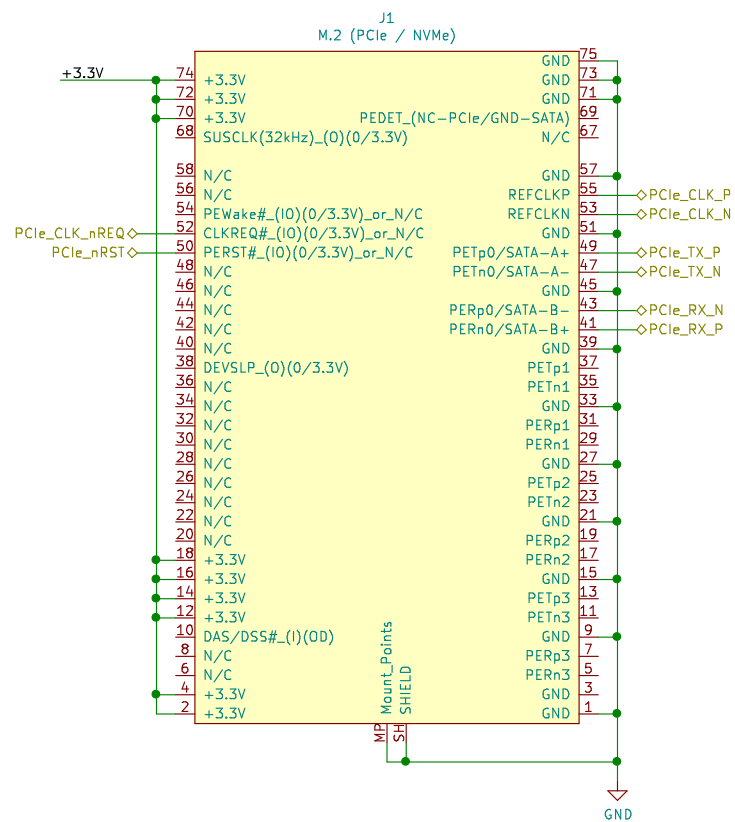 J1
M.2 (PCIe / NVMe)
GND 75
+3.3V 74 +3.3V GND 73
72 +3.3V GND 71
70 +3.3V PEDET_(NC-PCIe/GND-SATA) 69
68 SUSCLK(32kHz)_(O)(0/3.3V) N/C 67
58 N/C GND 57
56 N/C REFCLKP 55 PCIe_CLK_P
54 PEWake#_(IO)(0/3.3V)_or_N/C REFCLKN 53 PCIe_CLK_N
PCIe_CLK_nREQ 52 CLKREQ#_(IO)(0/3.3V)_or_N/C GND 51
PCIe_nRST 50 PERST#_(IO)(0/3.3V)_or_N/C PETp0/SATA-A+ 49 PCIe_TX_P
48 N/C PETn0/SATA-A- 47 PCIe_TX_N
46 N/C GND 45
44 N/C PERp0/SATA-B- 43 PCIe_RX_N
42 N/C PERn0/SATA-B+ 41 PCIe_RX_P
40 N/C GND 39
38 DEVSLP_(O)(0/3.3V) PETp1 37
36 N/C PETn1 35
34 N/C GND 33
32 N/C PERp1 31
30 N/C PERn1 29
28 N/C GND 27
26 N/C PETp2 25
24 N/C PETn2 23
22 N/C GND 21
20 N/C PERp2 19
18 +3.3V PERn2 17
16 +3.3V GND 15
14 +3.3V PETp3 13
12 +3.3V PETn3 11
10 DAS/DSS#_(I)(OD) GND 9
8 N/C PERp3 7
6 N/C PERn3 5
4 +3.3V GND 3
2 +3.3V GND 1
Mount_Points MP
SHIELD SH
GND